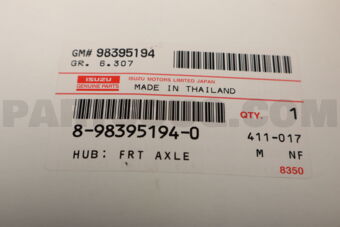 GM# 98395194
GR. 6.307
ISUZU
GENUINE PARTS
ISUZU MOTORS LIMITED JAPAN
MADE IN THAILAND
8-98395194-0
QTY. 1
411-017
HUB: FRT AXLE
M NF
8350